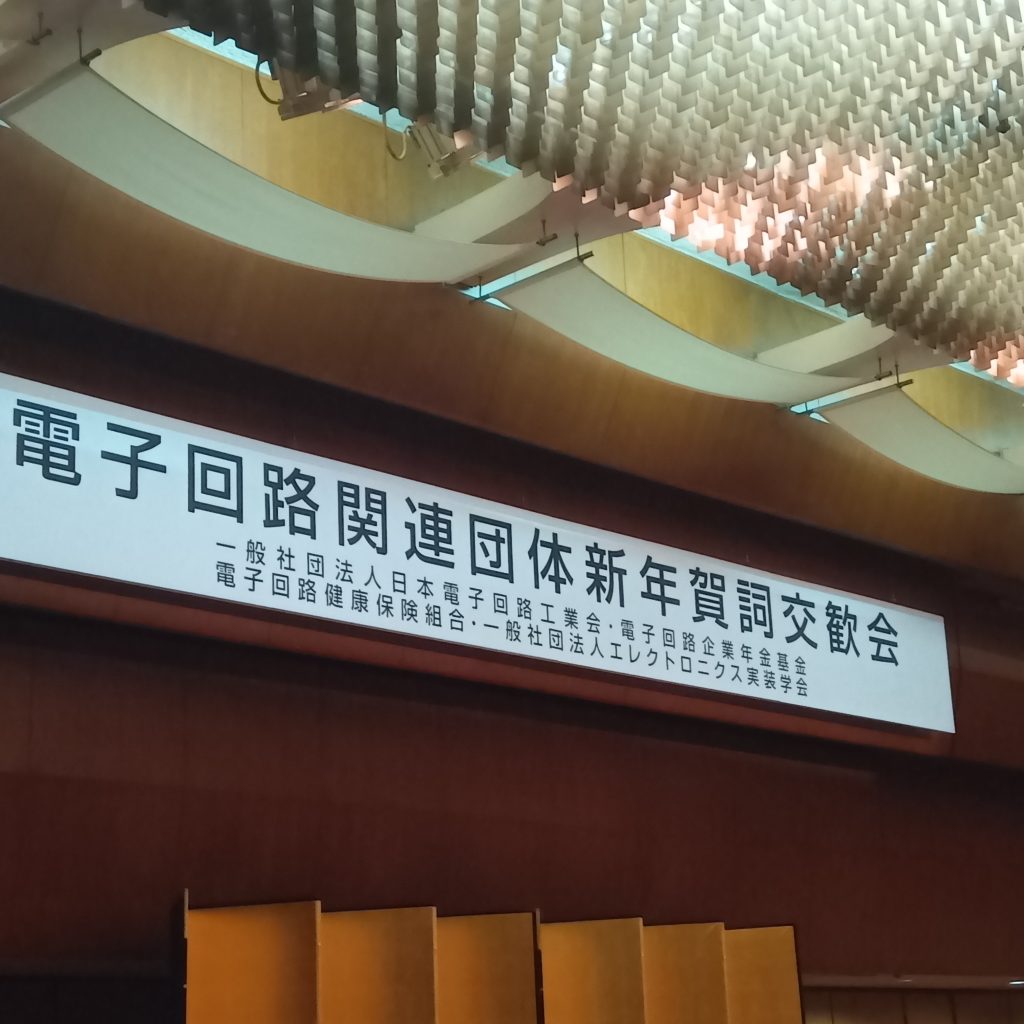 電子回路関連団体新年賀詞交歓会
一般社団法人日本電子回路工業会・電子回路企業年金基金
電子回路健康保険組合・一般社団法人エレクトロニクス実装学会